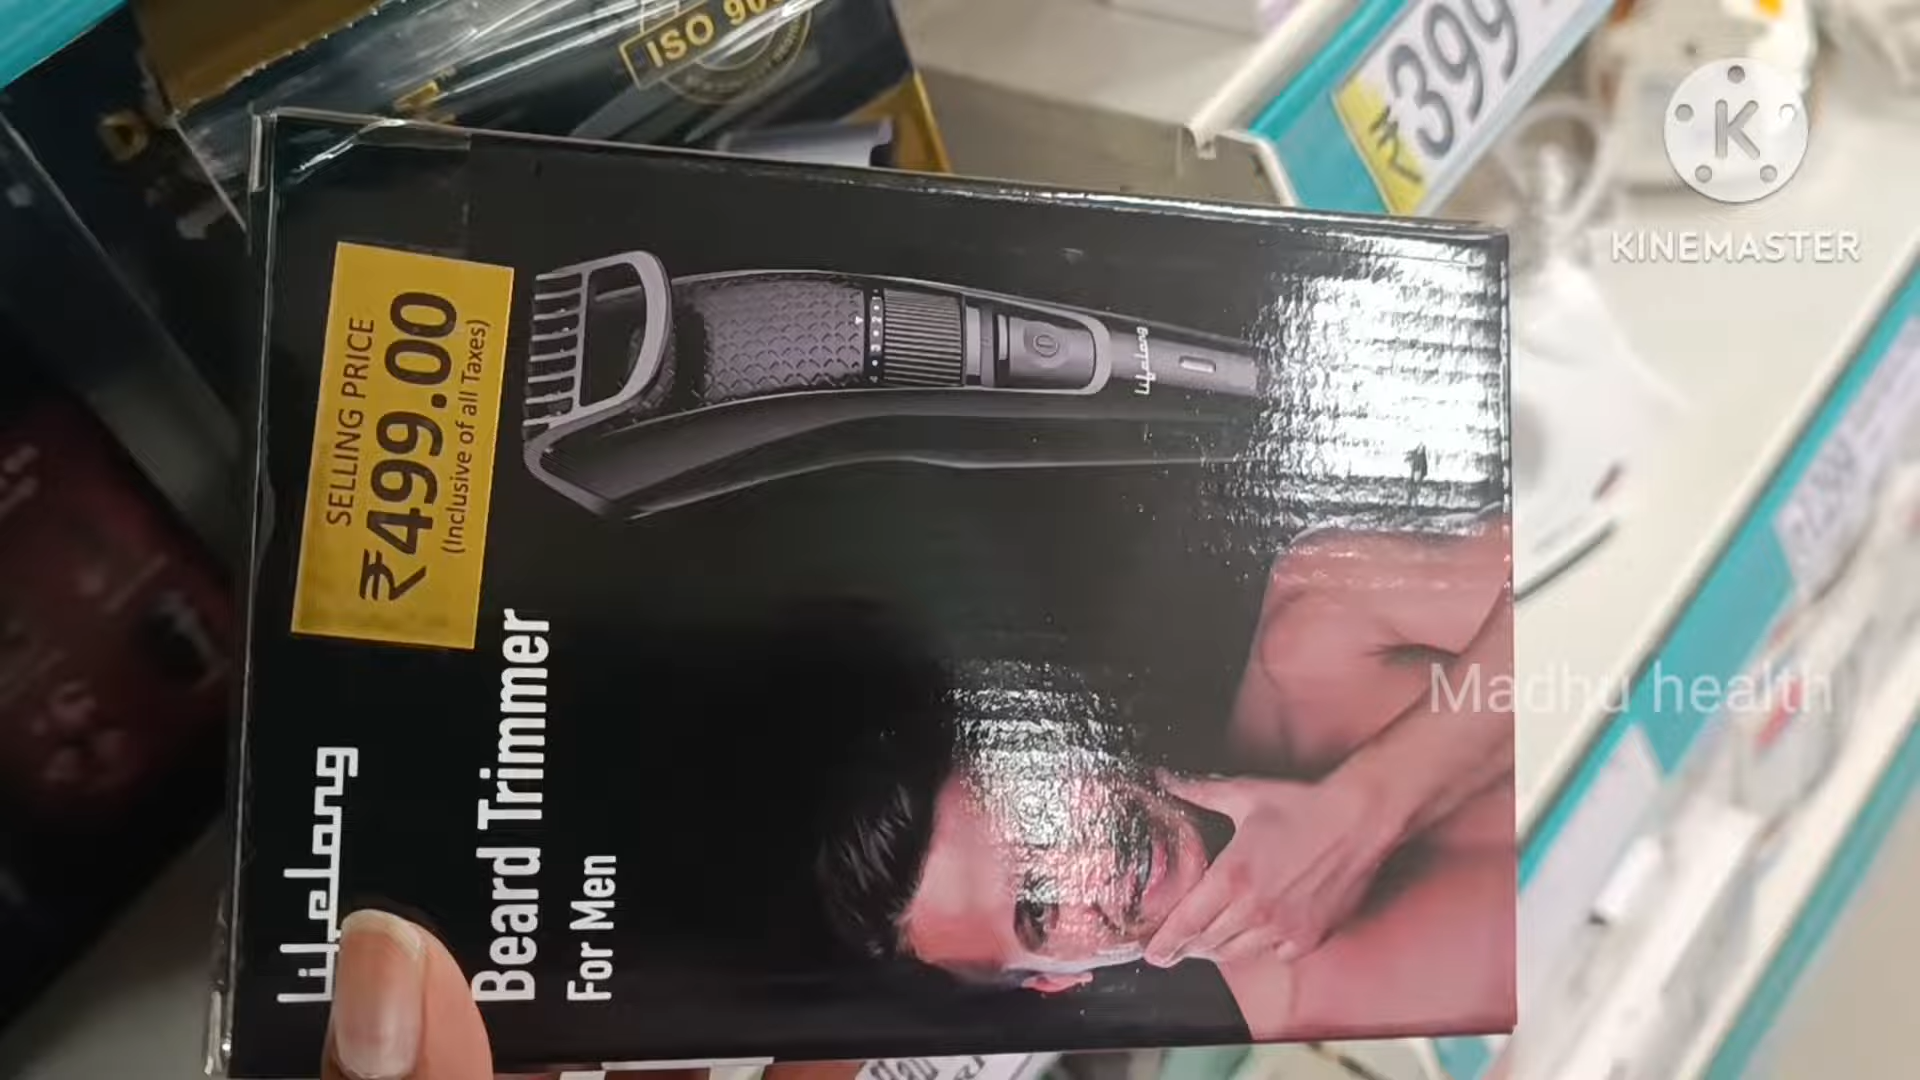 ISO 900
₹399
K
KINEMASTER
SELLING PRICE
₹499.00
(Inclusive of all Taxes)
Lifelong
Lifelong
Beard Trimmer
For Men
Madhu health